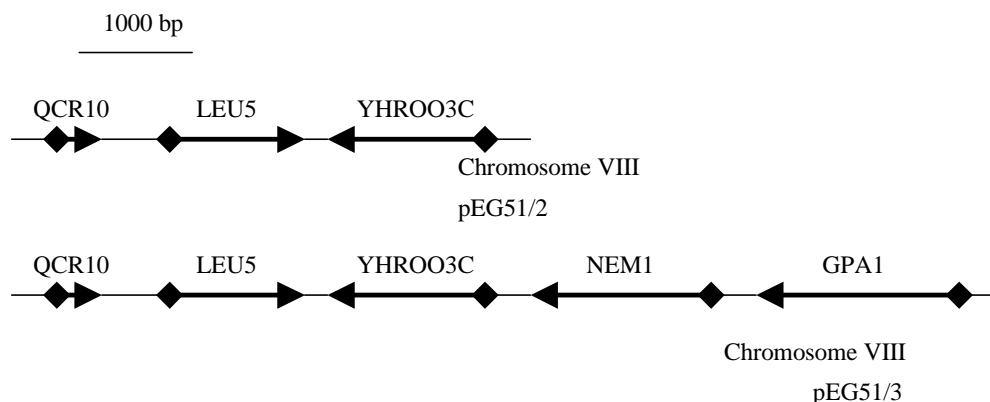 1000 bp
QCR10 LEU5 YHROO3C
Chromosome VIII
pEG51/2
QCR10 LEU5 YHROO3C NEM1 GPA1
Chromosome VIII
pEG51/3